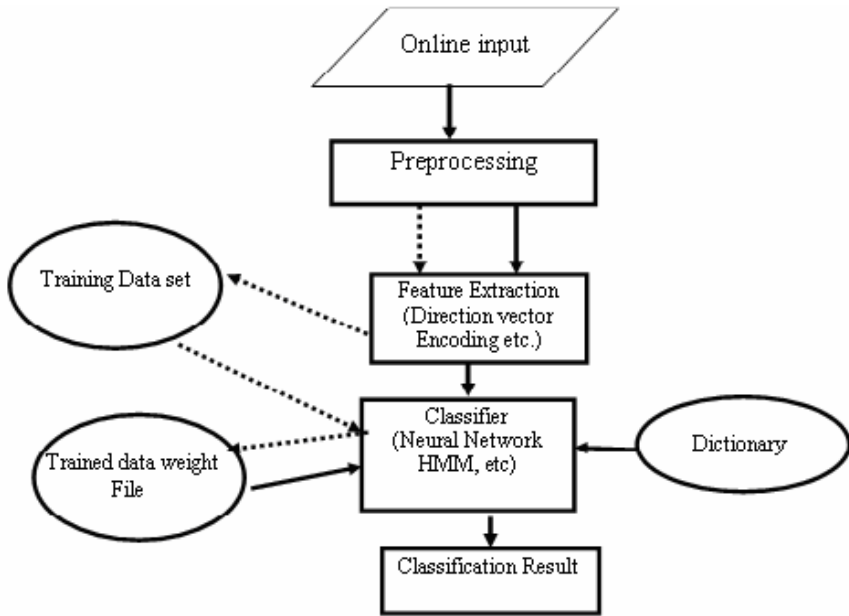 Online input
Preprocessing
Training Data set
Feature Extraction
(Direction vector
Encoding etc.)
Classifier
(Neural Network
HMM, etc)
Trained data weight
File
Dictionary
Classification Result